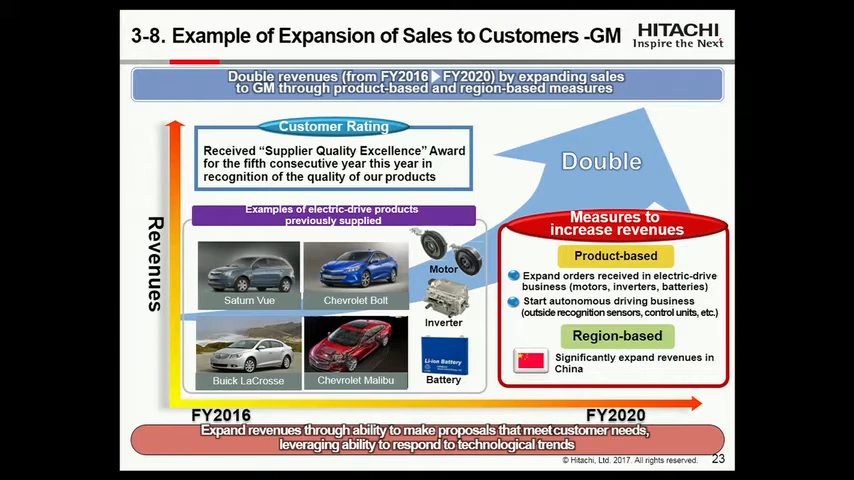 3-8. Example of Expansion of Sales to Customers -GM
HITACHI
Inspire the Next
Double revenues (from FY2016▶FY2020) by expanding sales
to GM through product-based and region-based measures
Customer Rating
Received “Supplier Quality Excellence” Award
for the fifth consecutive year this year in
recognition of the quality of our products
Double
Revenues
Examples of electric-drive products
previously supplied
Saturn Vue
Chevrolet Bolt
Buick LaCrosse
Chevrolet Malibu
Motor
Inverter
Li-ion Battery
Battery
Measures to
increase revenues
Product-based
Expand orders received in electric-drive
business (motors, inverters, batteries)
Start autonomous driving business
(outside recognition sensors, control units, etc.)
Region-based
Significantly expand revenues in
China
FY2016
FY2020
Expand revenues through ability to make proposals that meet customer needs,
leveraging ability to respond to technological trends
© Hitachi, Ltd. 2017. All rights reserved.
23